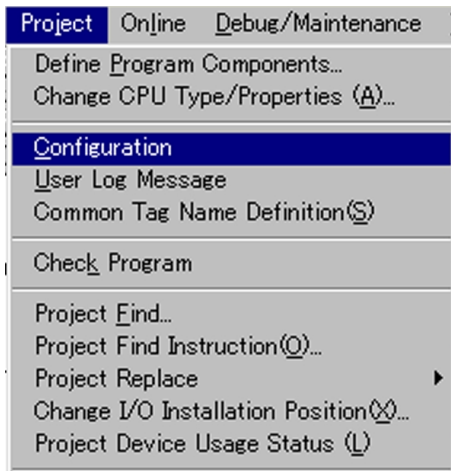 Project Online Debug/Maintenance
Define Program Components...
Change CPU Type/Properties (A)...
Configuration
User Log Message
Common Tag Name Definition(S)
Check Program
Project Find...
Project Find Instruction(O)...
Project Replace
Change I/O Installation Position(X)...
Project Device Usage Status (L)